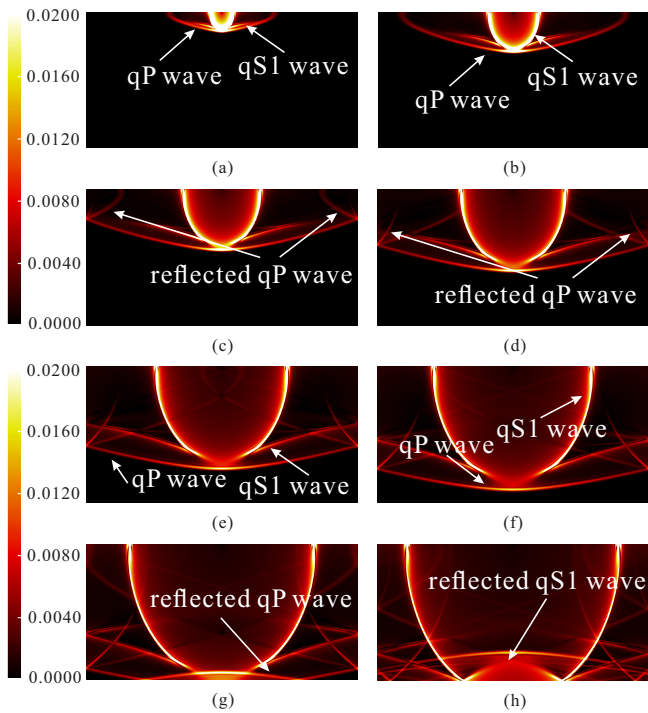 0.0200
0.0160
0.0120
0.0080
0.0040
0.0000
qP wave
qS1 wave
(a)
qP wave
qS1 wave
(b)
reflected qP wave
(c)
reflected qP wave
(d)
0.0200
0.0160
0.0120
0.0080
0.0040
0.0000
qP wave
qS1 wave
(e)
qP wave
qS1 wave
(f)
reflected qP wave
(g)
reflected qS1 wave
(h)